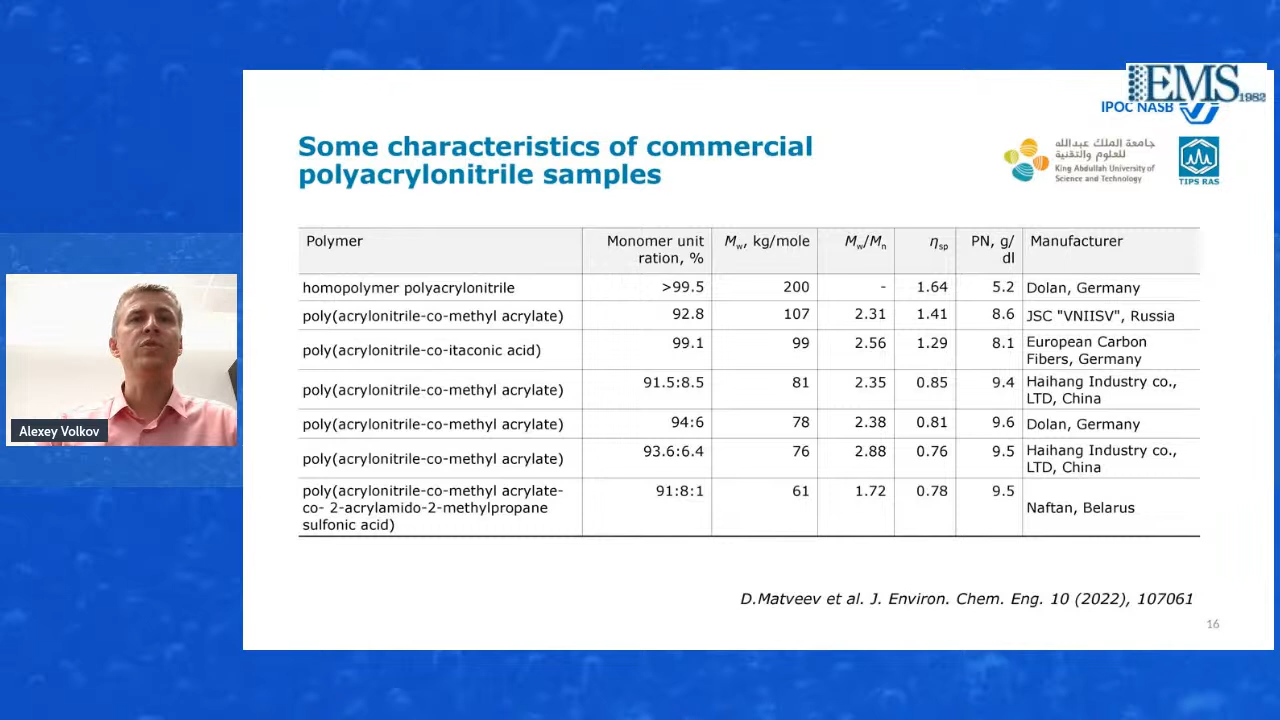 EMS 1982
IPOC NASB
Some characteristics of commercial
polyacrylonitrile samples
جامعة الملك عبدالله
للعلوم والتقنية
King Abdullah University of
Science and Technology
TIPS RAS
Polymer
Monomer unit
ration, %
Mw, kg/mole
Mw/Mn
ηsp
PN, g/
dl
Manufacturer
homopolymer polyacrylonitrile >99.5 200 - 1.64 5.2 Dolan, Germany
poly(acrylonitrile-co-methyl acrylate) 92.8 107 2.31 1.41 8.6 JSC "VNIISV", Russia
poly(acrylonitrile-co-itaconic acid) 99.1 99 2.56 1.29 8.1 European Carbon
Fibers, Germany
poly(acrylonitrile-co-methyl acrylate) 91.5:8.5 81 2.35 0.85 9.4 Haihang Industry co.,
LTD, China
poly(acrylonitrile-co-methyl acrylate) 94:6 78 2.38 0.81 9.6 Dolan, Germany
poly(acrylonitrile-co-methyl acrylate) 93.6:6.4 76 2.88 0.76 9.5 Haihang Industry co.,
LTD, China
poly(acrylonitrile-co-methyl acrylate-
co- 2-acrylamido-2-methylpropane
sulfonic acid)
91:8:1 61 1.72 0.78 9.5 Naftan, Belarus
D.Matveev et al. J. Environ. Chem. Eng. 10 (2022), 107061
16
Alexey Volkov